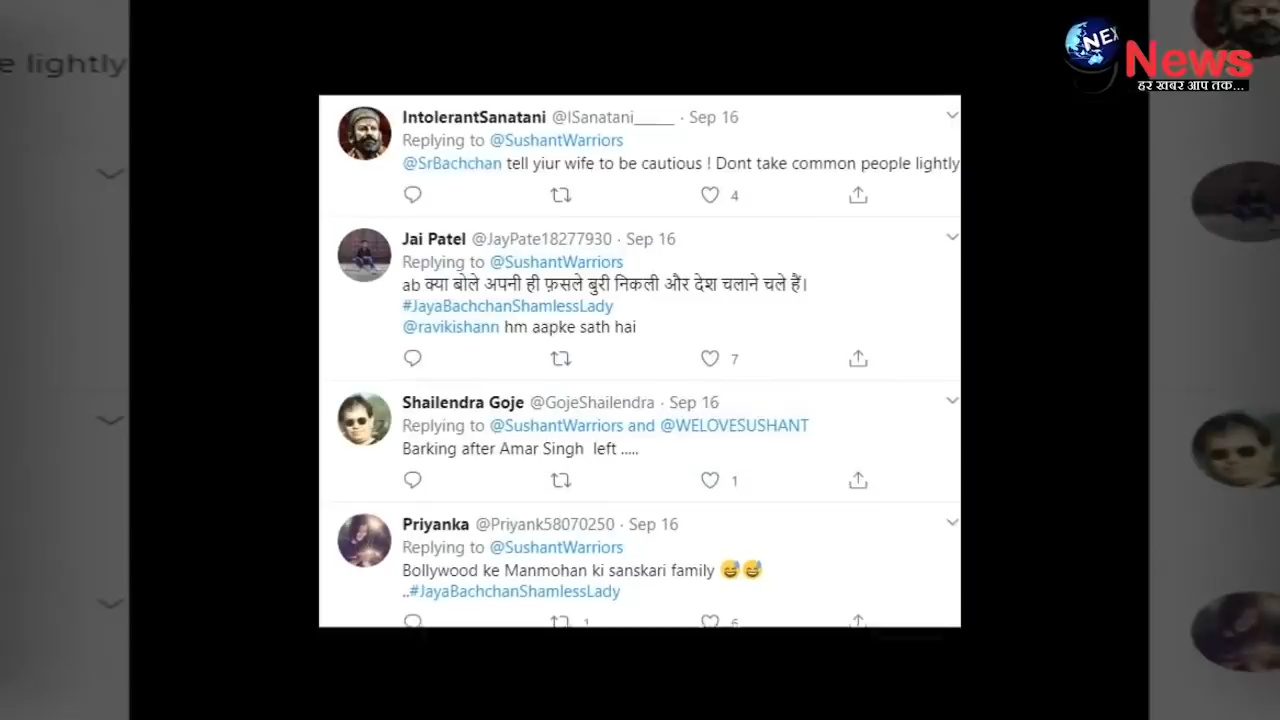 e lightly
NEX
News
हर खबर आप तक...
IntolerantSanatani @ISanatani_____ · Sep 16
Replying to @SushantWarriors
@SrBachchan tell yiur wife to be cautious ! Dont take common people lightly
4
Jai Patel @JayPate18277930 · Sep 16
Replying to @SushantWarriors
ab क्या बोले अपनी ही फ़सले बुरी निकली और देश चलाने चले हैं।
#JayaBachchanShamlessLady
@ravikishann hm aapke sath hai
7
Shailendra Goje @GojeShailendra · Sep 16
Replying to @SushantWarriors and @WELOVESUSHANT
Barking after Amar Singh left .....
1
Priyanka @Priyank58070250 · Sep 16
Replying to @SushantWarriors
Bollywood ke Manmohan ki sanskari family 😅😅
..#JayaBachchanShamlessLady
1 6